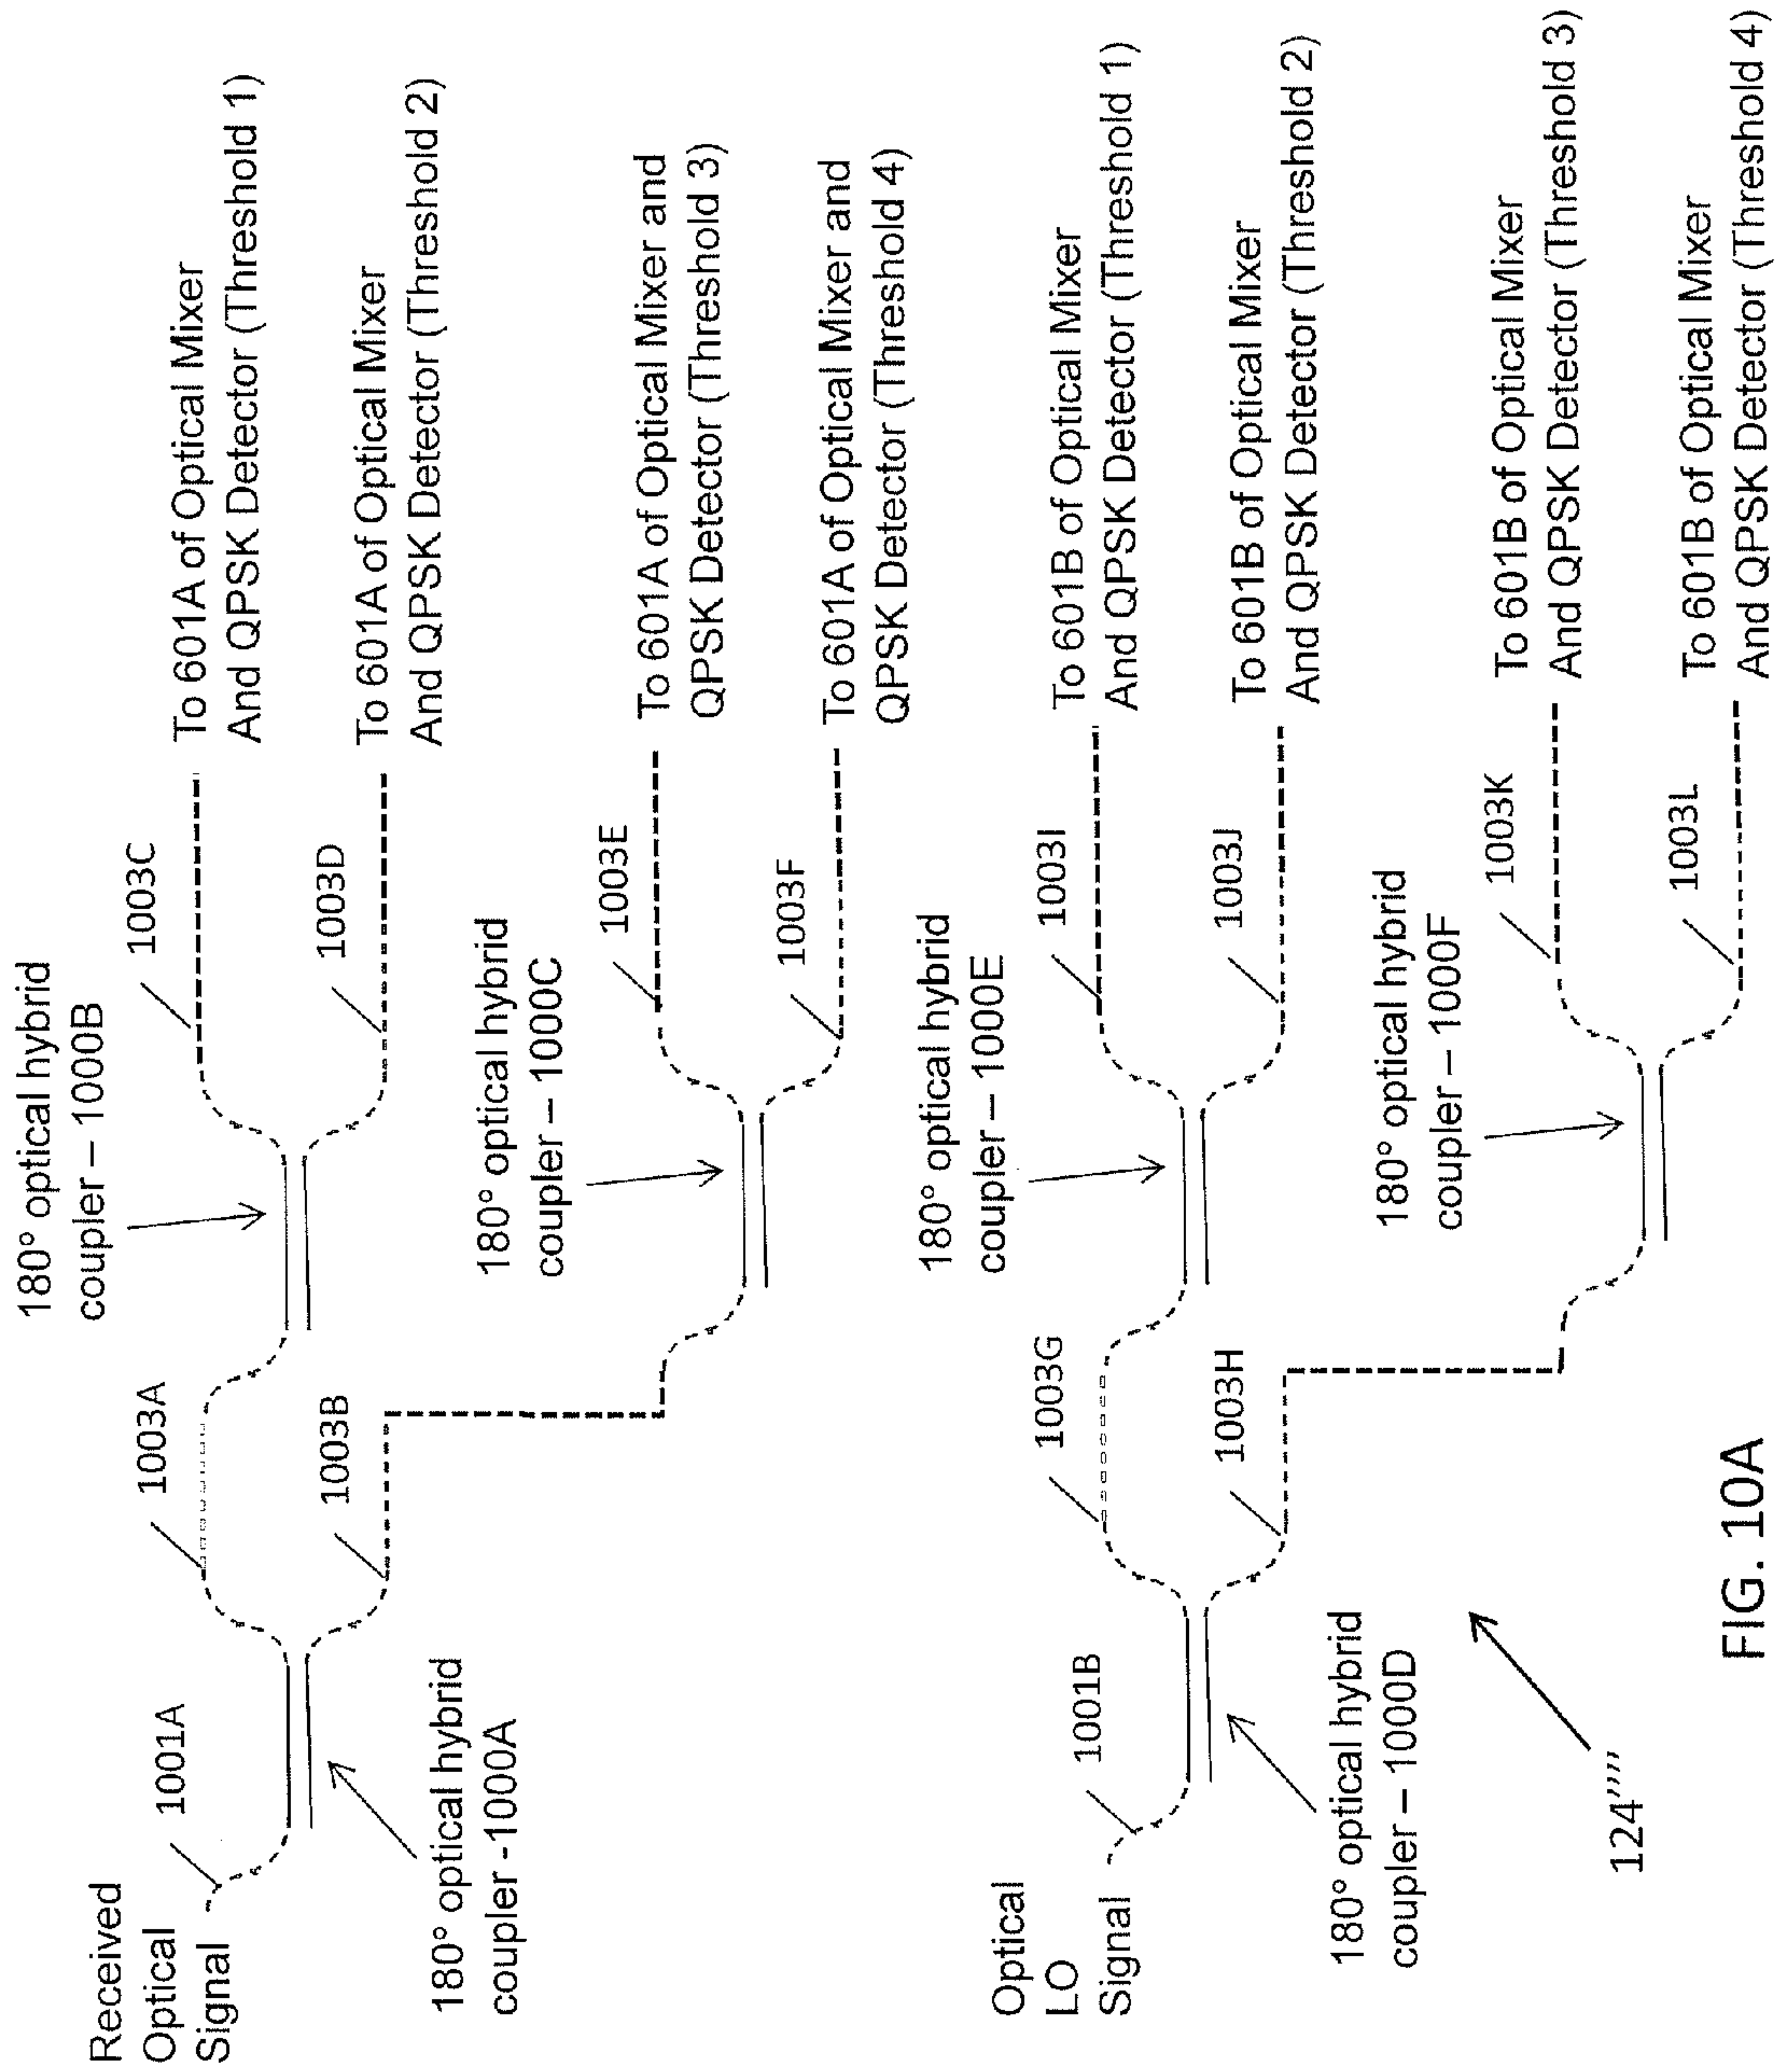 Received
Optical
Signal
1001A
180° optical hybrid
coupler -1000A
1003A
1003B
180° optical hybrid
coupler – 1000B
1003C
To 601A of Optical Mixer
And QPSK Detector (Threshold 1)
1003D
To 601A of Optical Mixer
And QPSK Detector (Threshold 2)
180° optical hybrid
coupler – 1000C
1003E
To 601A of Optical Mixer and
QPSK Detector (Threshold 3)
1003F
To 601A of Optical Mixer and
QPSK Detector (Threshold 4)
Optical
LO
Signal
1001B
180° optical hybrid
coupler – 1000D
1003G
1003H
180° optical hybrid
coupler – 1000E
1003I
To 601B of Optical Mixer
And QPSK Detector (Threshold 1)
1003J
To 601B of Optical Mixer
And QPSK Detector (Threshold 2)
180° optical hybrid
coupler – 1000F
1003K
To 601B of Optical Mixer
And QPSK Detector (Threshold 3)
1003L
To 601B of Optical Mixer
And QPSK Detector (Threshold 4)
124''''
FIG. 10A